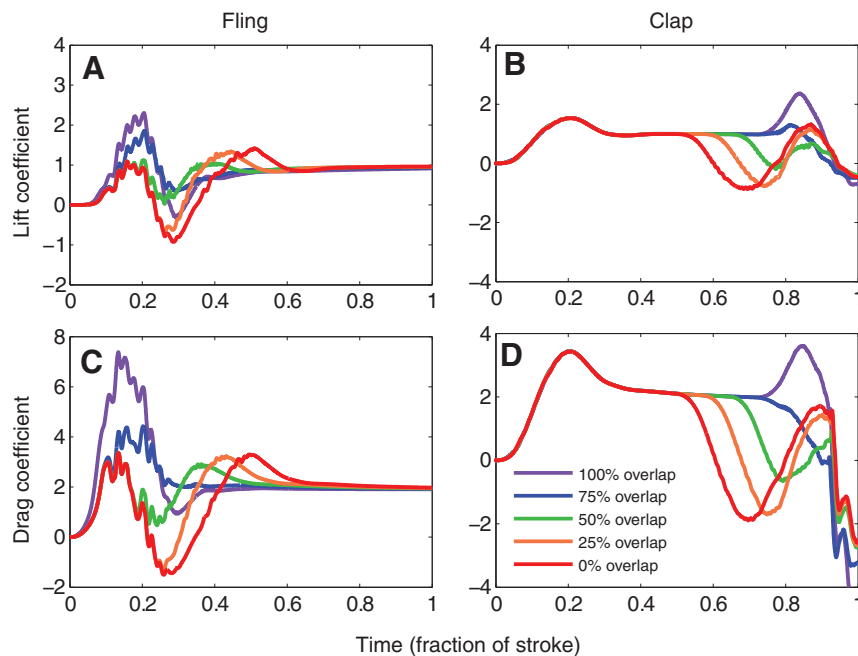 Fling
Clap
A
B
C
D
Lift coefficient
4
3
2
1
0
−1
−2
0 0.2 0.4 0.6 0.8 1
4
2
0
−2
−4
0 0.2 0.4 0.6 0.8 1
Drag coefficient
8
6
4
2
0
−2
0 0.2 0.4 0.6 0.8 1
4
2
0
−2
−4
0 0.2 0.4 0.6 0.8 1
100% overlap
75% overlap
50% overlap
25% overlap
0% overlap
Time (fraction of stroke)